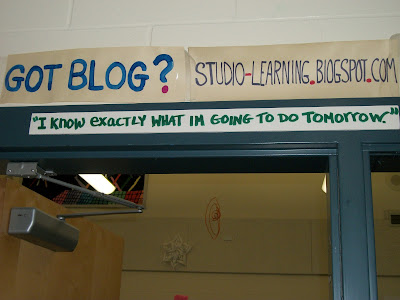 GOT BLOG?
STUDIO-LEARNING.BLOGSPOT.COM
"I KNOW EXACTLY WHAT IM GOING TO DO TOMORROW."